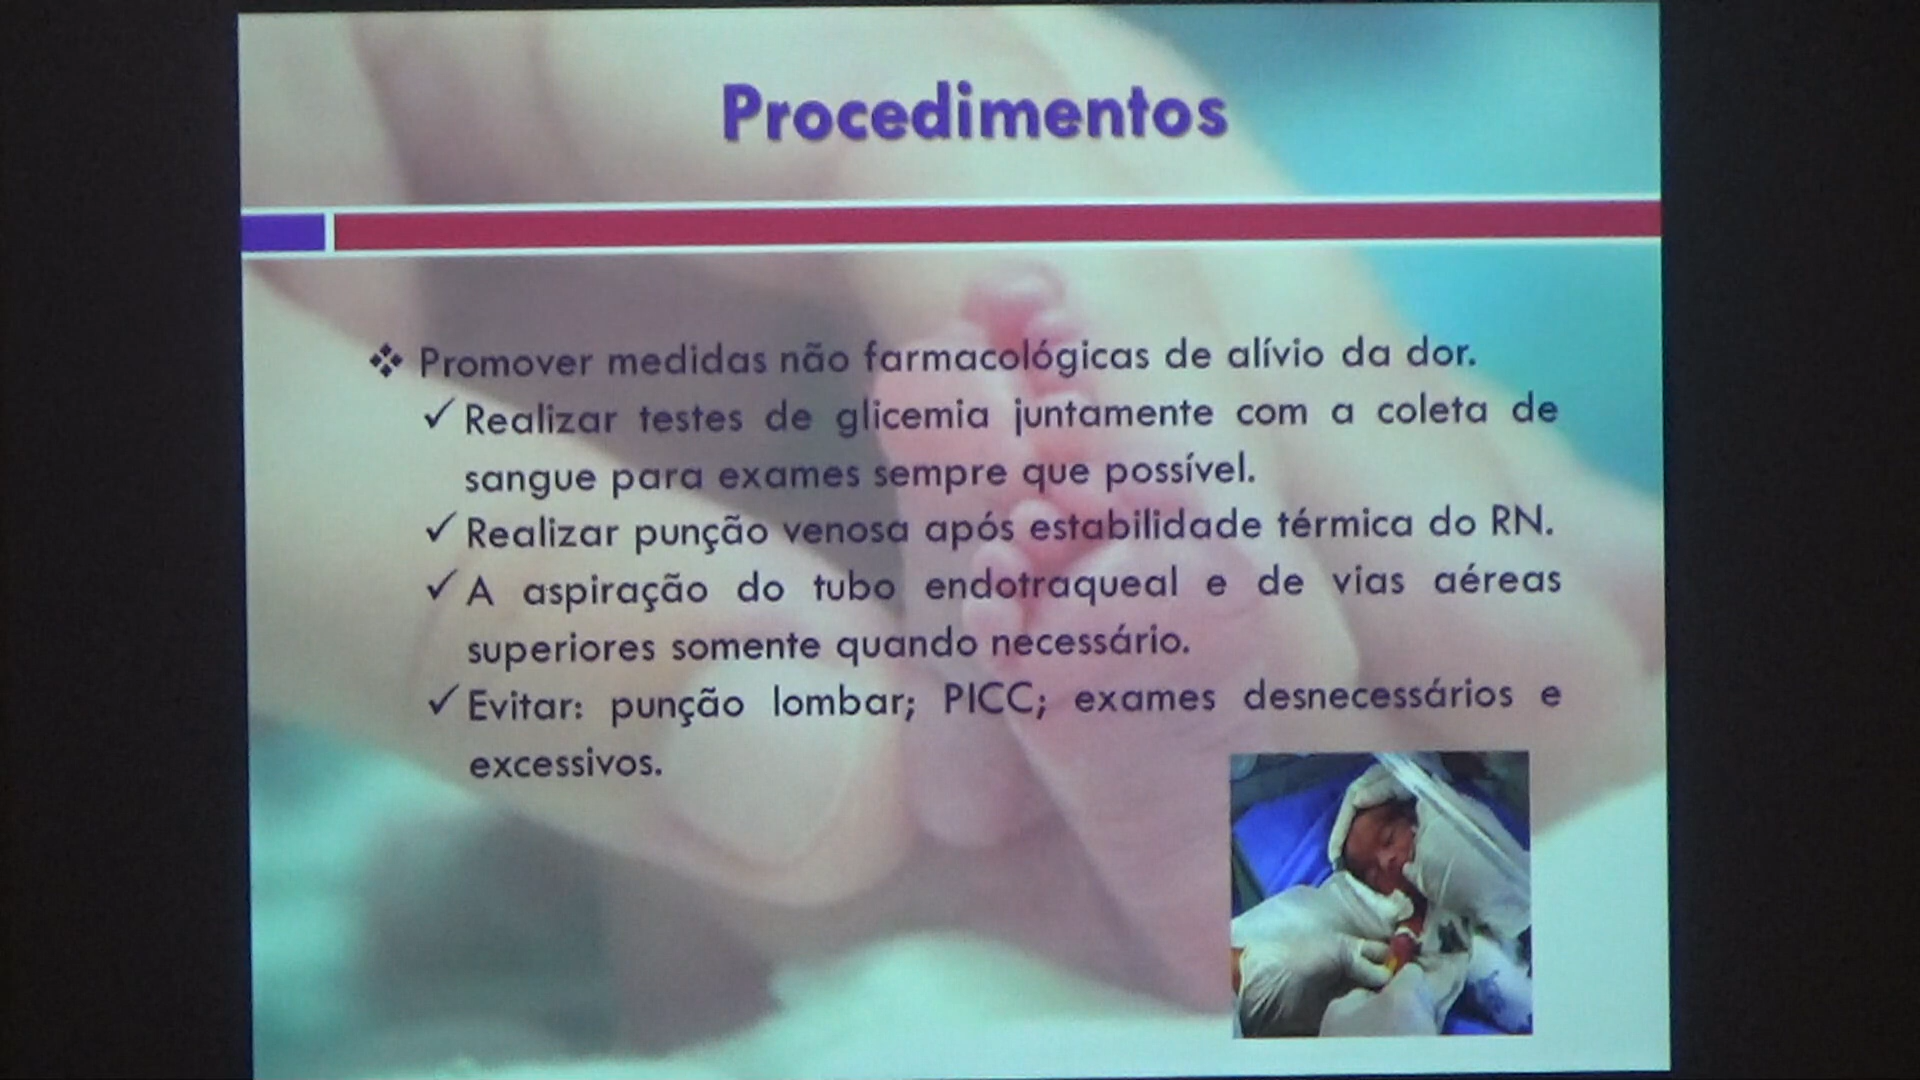 Procedimentos
❖ Promover medidas não farmacológicas de alívio da dor.
✓ Realizar testes de glicemia juntamente com a coleta de
sangue para exames sempre que possível.
✓ Realizar punção venosa após estabilidade térmica do RN.
✓ A aspiração do tubo endotraqueal e de vias aéreas
superiores somente quando necessário.
✓ Evitar: punção lombar; PICC; exames desnecessários e
excessivos.